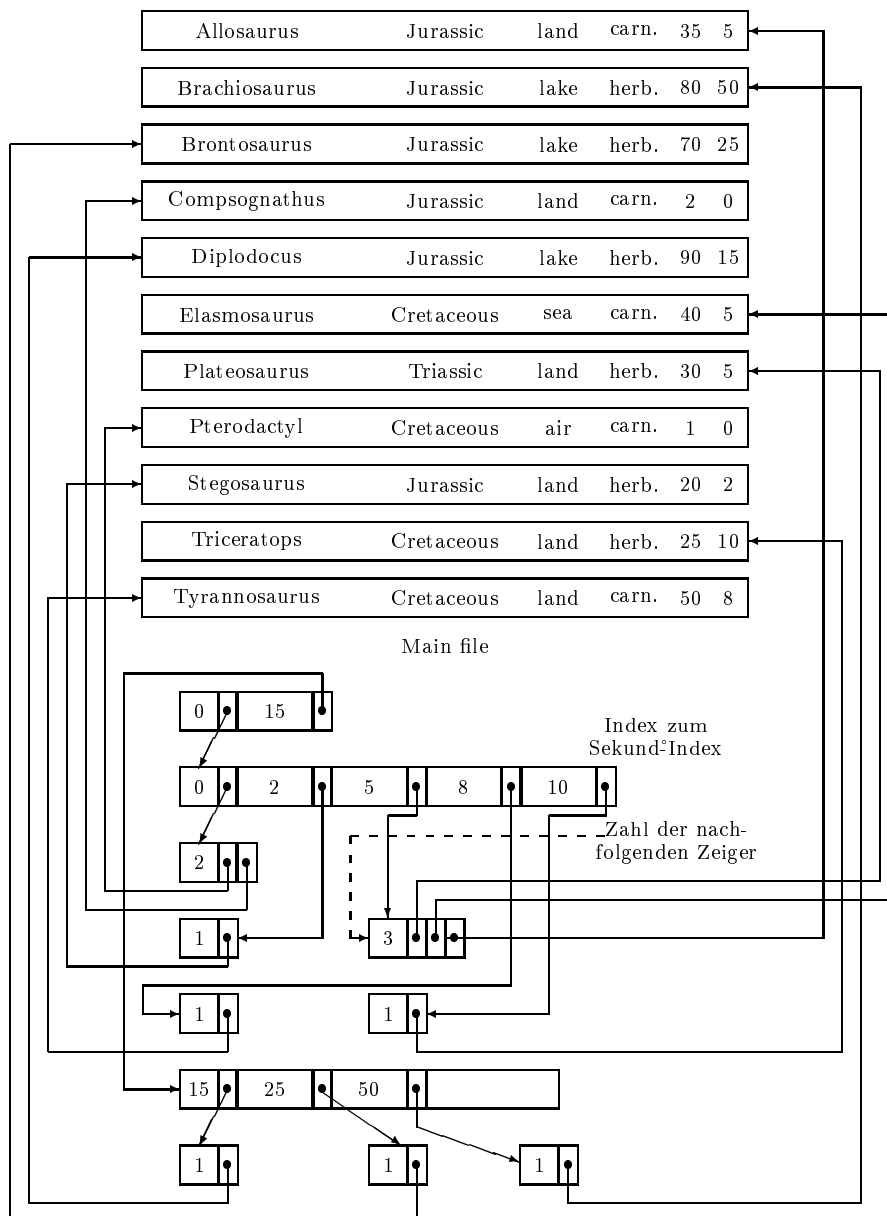 Allosaurus Jurassic land carn. 35 5
Brachiosaurus Jurassic lake herb. 80 50
Brontosaurus Jurassic lake herb. 70 25
Compsognathus Jurassic land carn. 2 0
Diplodocus Jurassic lake herb. 90 15
Elasmosaurus Cretaceous sea carn. 40 5
Plateosaurus Triassic land herb. 30 5
Pterodactyl Cretaceous air carn. 1 0
Stegosaurus Jurassic land herb. 20 2
Triceratops Cretaceous land herb. 25 10
Tyrannosaurus Cretaceous land carn. 50 8
Main file
0 15
Index zum
Sekund-°Index
0 2 5 8 10
Zahl der nach-
folgenden Zeiger
2
1 3
1 1
15 25 50
1 1 1